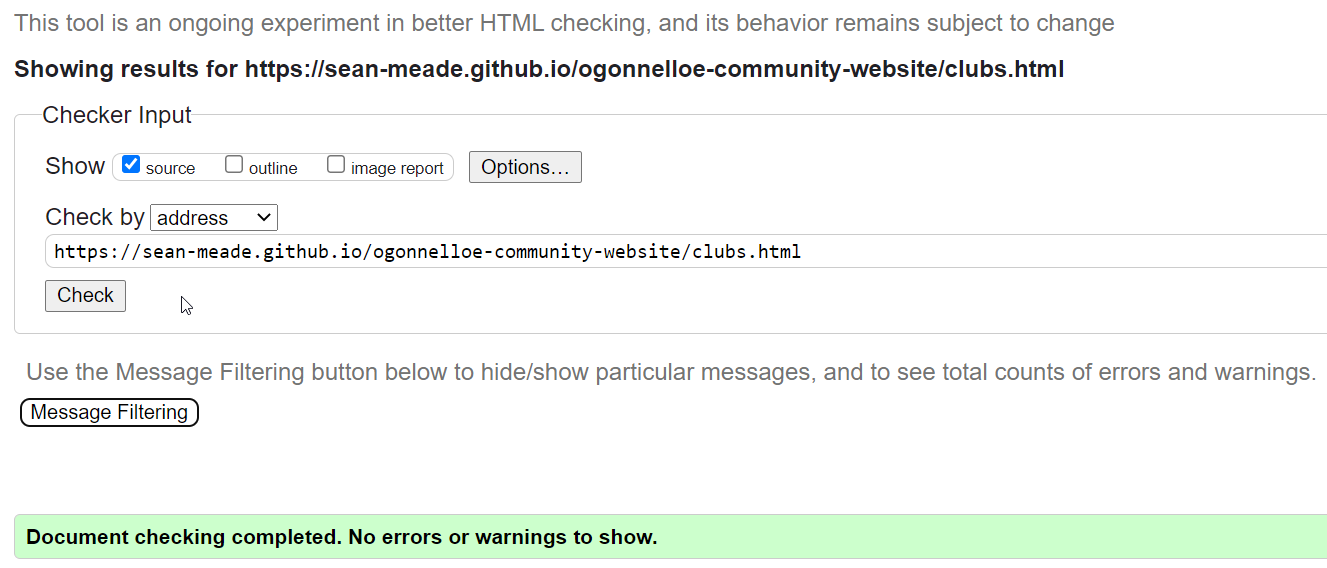 This tool is an ongoing experiment in better HTML checking, and its behavior remains subject to change
Showing results for https://sean-meade.github.io/ogonnelloe-community-website/clubs.html
Checker Input
Show source outline image report Options...
Check by address
https://sean-meade.github.io/ogonnelloe-community-website/clubs.html
Check
Use the Message Filtering button below to hide/show particular messages, and to see total counts of errors and warnings.
Message Filtering
Document checking completed. No errors or warnings to show.